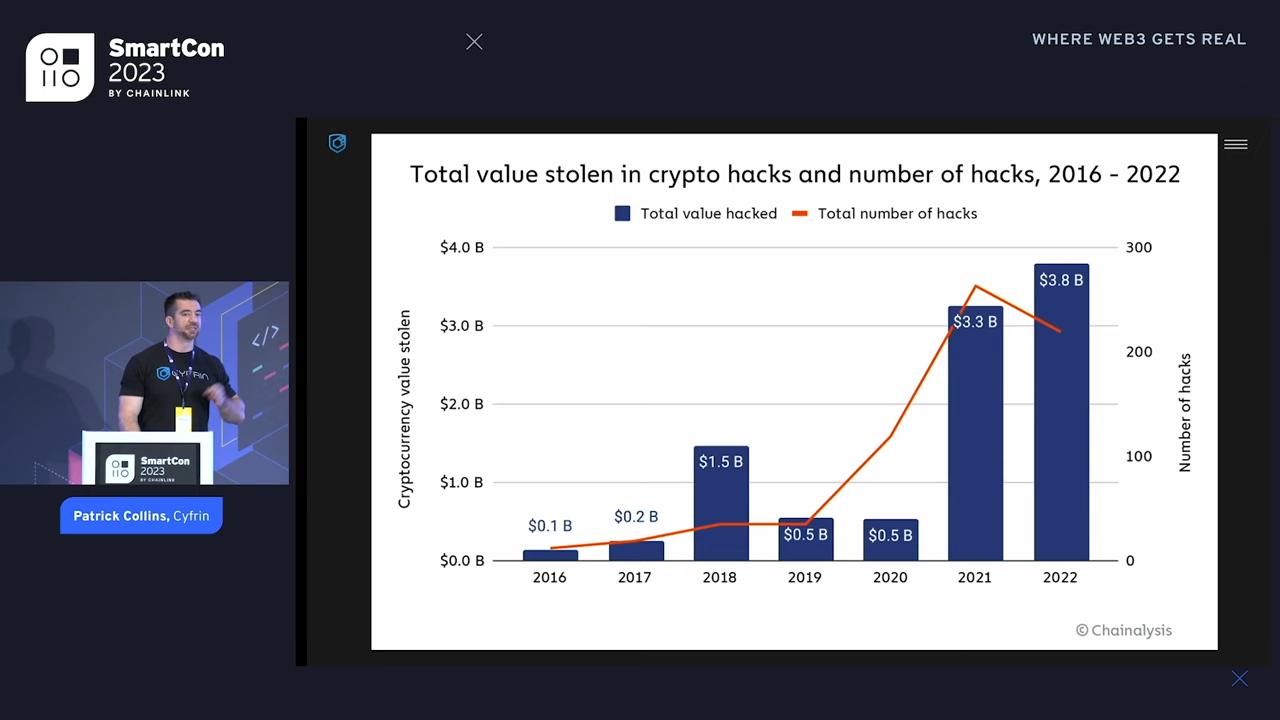 SmartCon
2023
BY CHAINLINK
WHERE WEB3 GETS REAL
Total value stolen in crypto hacks and number of hacks, 2016 - 2022
Total value hacked
Total number of hacks
Cryptocurrency value stolen
$4.0 B
$3.0 B
$2.0 B
$1.0 B
$0.0 B
$0.1 B
$0.2 B
$1.5 B
$0.5 B
$0.5 B
$3.3 B
$3.8 B
300
200
100
0
Number of hacks
2016
2017
2018
2019
2020
2021
2022
© Chainalysis
</>
CYFRIN
SmartCon
2023
BY CHAINLINK
Patrick Collins, Cyfrin